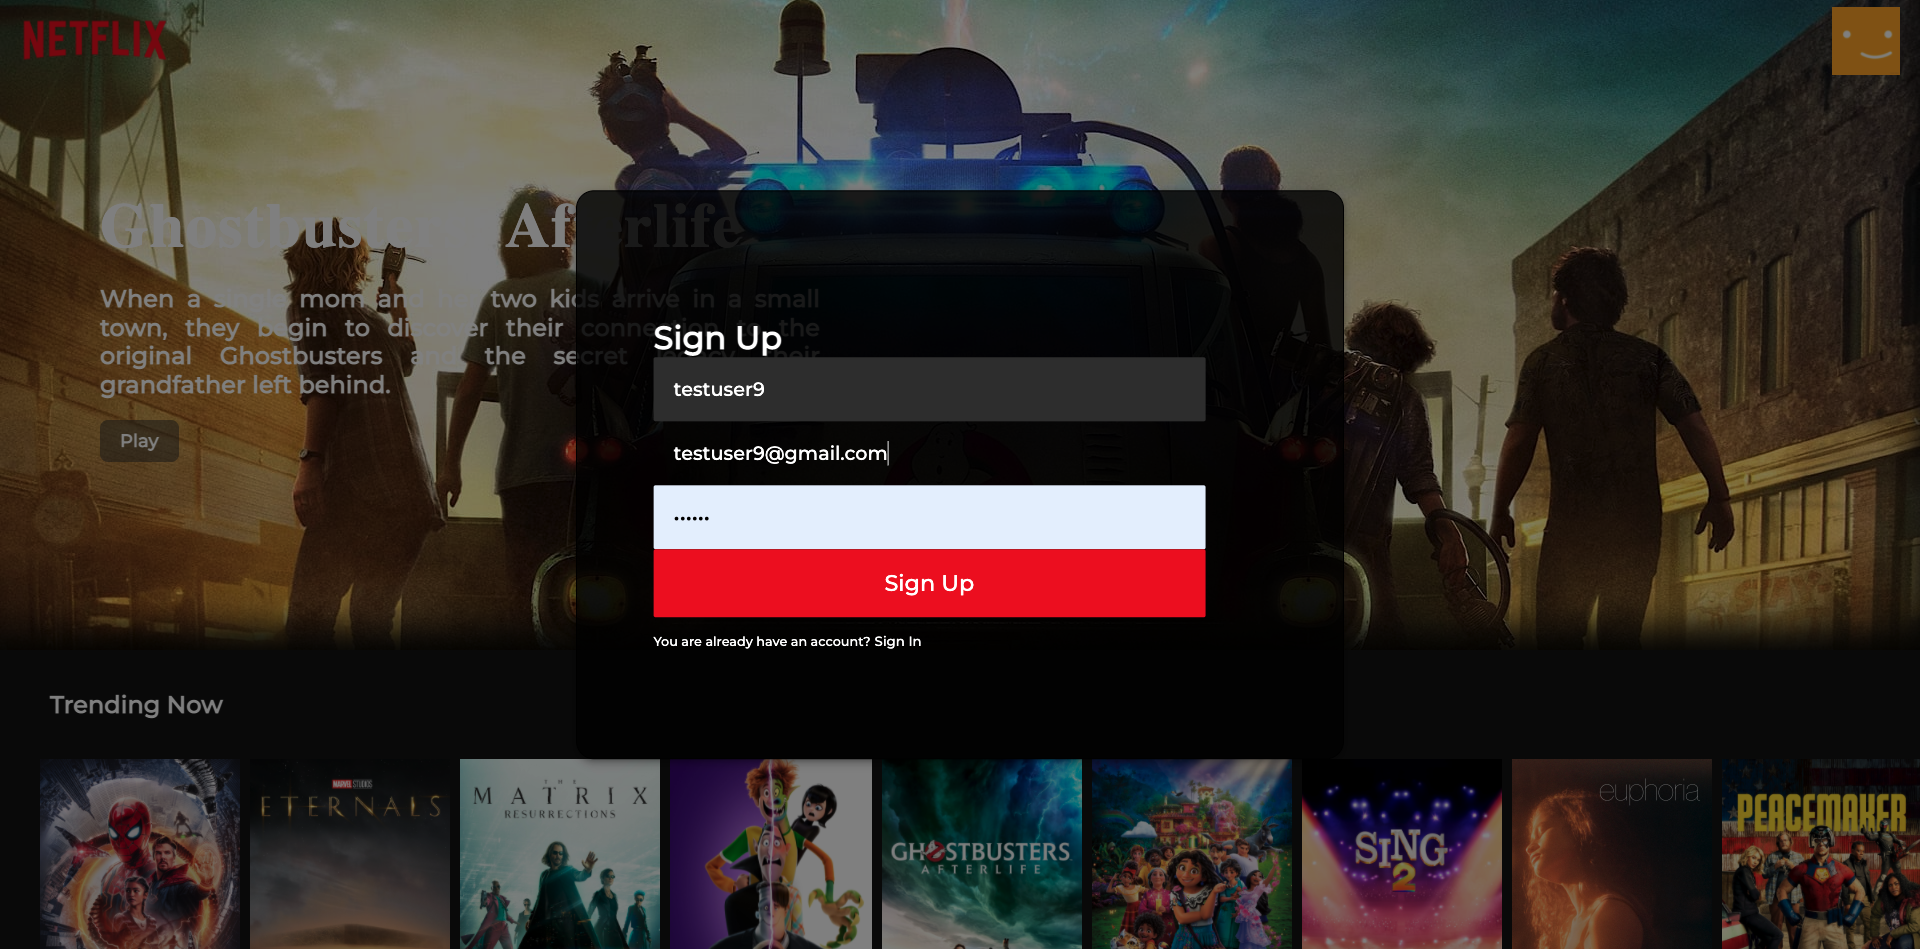 NETFLIX
Ghostbusters: Afterlife
When a single mom and her two kids arrive in a small
town, they begin to discover their connection to the
original Ghostbusters and the secret legacy their
grandfather left behind.
Play
Sign Up
testuser9
testuser9@gmail.com
••••••
Sign Up
You are already have an account? Sign In
Trending Now
MARVEL STUDIOS
ETERNALS
THE
MATRIX
RESURRECTIONS
GHOSTBUSTERS
AFTERLIFE
SING
2
euphoria
PEACEMAKER